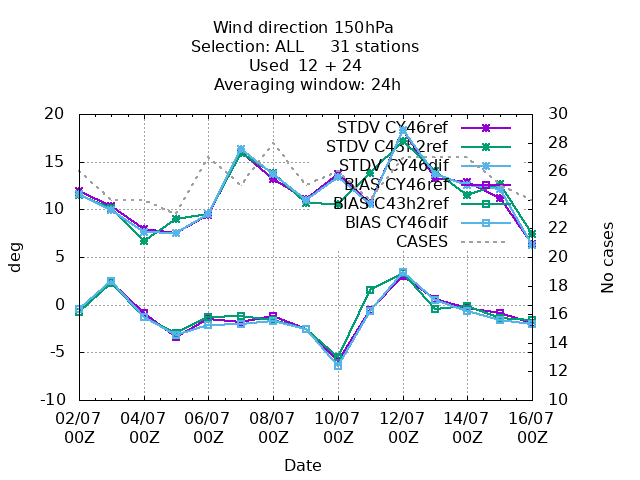 Wind direction 150hPa
Selection: ALL 31 stations
Used 12 + 24
Averaging window: 24h
20
15
10
5
0
-5
-10
deg
30
28
26
24
22
20
18
16
14
12
10
No cases
STDV CY46ref
STDV C43h2ref
STDV CY46dif
BIAS CY46ref
BIAS C43h2ref
BIAS CY46dif
CASES
02/07 04/07 06/07 08/07 10/07 12/07 14/07 16/07
00Z 00Z 00Z 00Z 00Z 00Z 00Z 00Z
Date